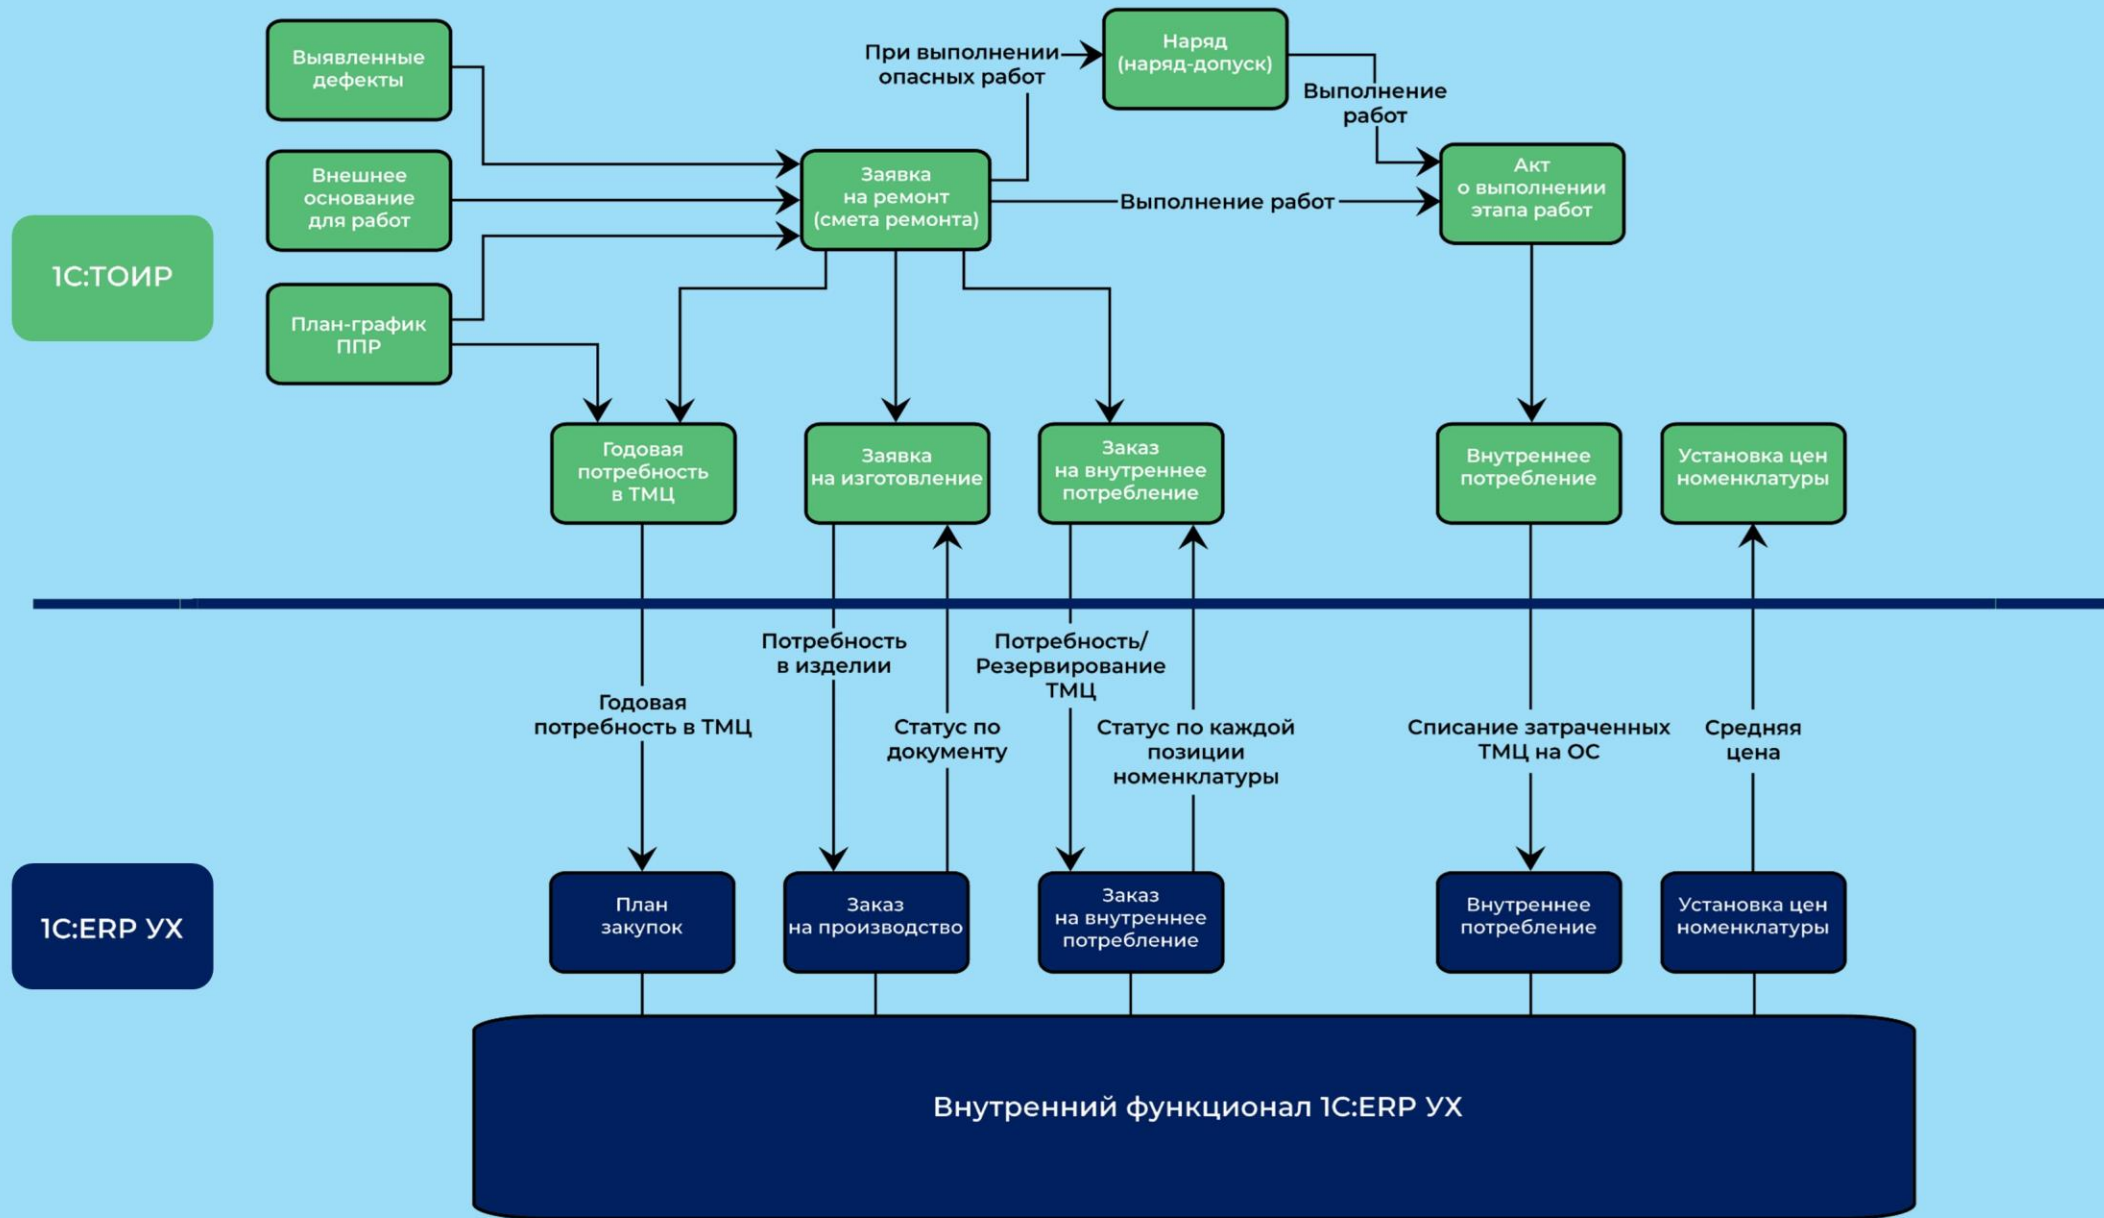 Выявленные
дефекты
При выполнении
опасных работ
Наряд
(наряд-допуск)
Выполнение
работ
Внешнее
основание
для работ
Заявка
на ремонт
(смета ремонта)
Выполнение работ
Акт
о выполнении
этапа работ
1С:ТОИР
План-график
ППР
Годовая
потребность
в ТМЦ
Заявка
на изготовление
Заказ
на внутреннее
потребление
Внутреннее
потребление
Установка цен
номенклатуры
Годовая
потребность в ТМЦ
Потребность
в изделии
Статус по
документу
Потребность/
Резервирование
ТМЦ
Статус по каждой
позиции
номенклатуры
Списание затраченных
ТМЦ на ОС
Средняя
цена
1С:ERP УХ
План
закупок
Заказ
на производство
Заказ
на внутреннее
потребление
Внутреннее
потребление
Установка цен
номенклатуры
Внутренний функционал 1С:ERP УХ